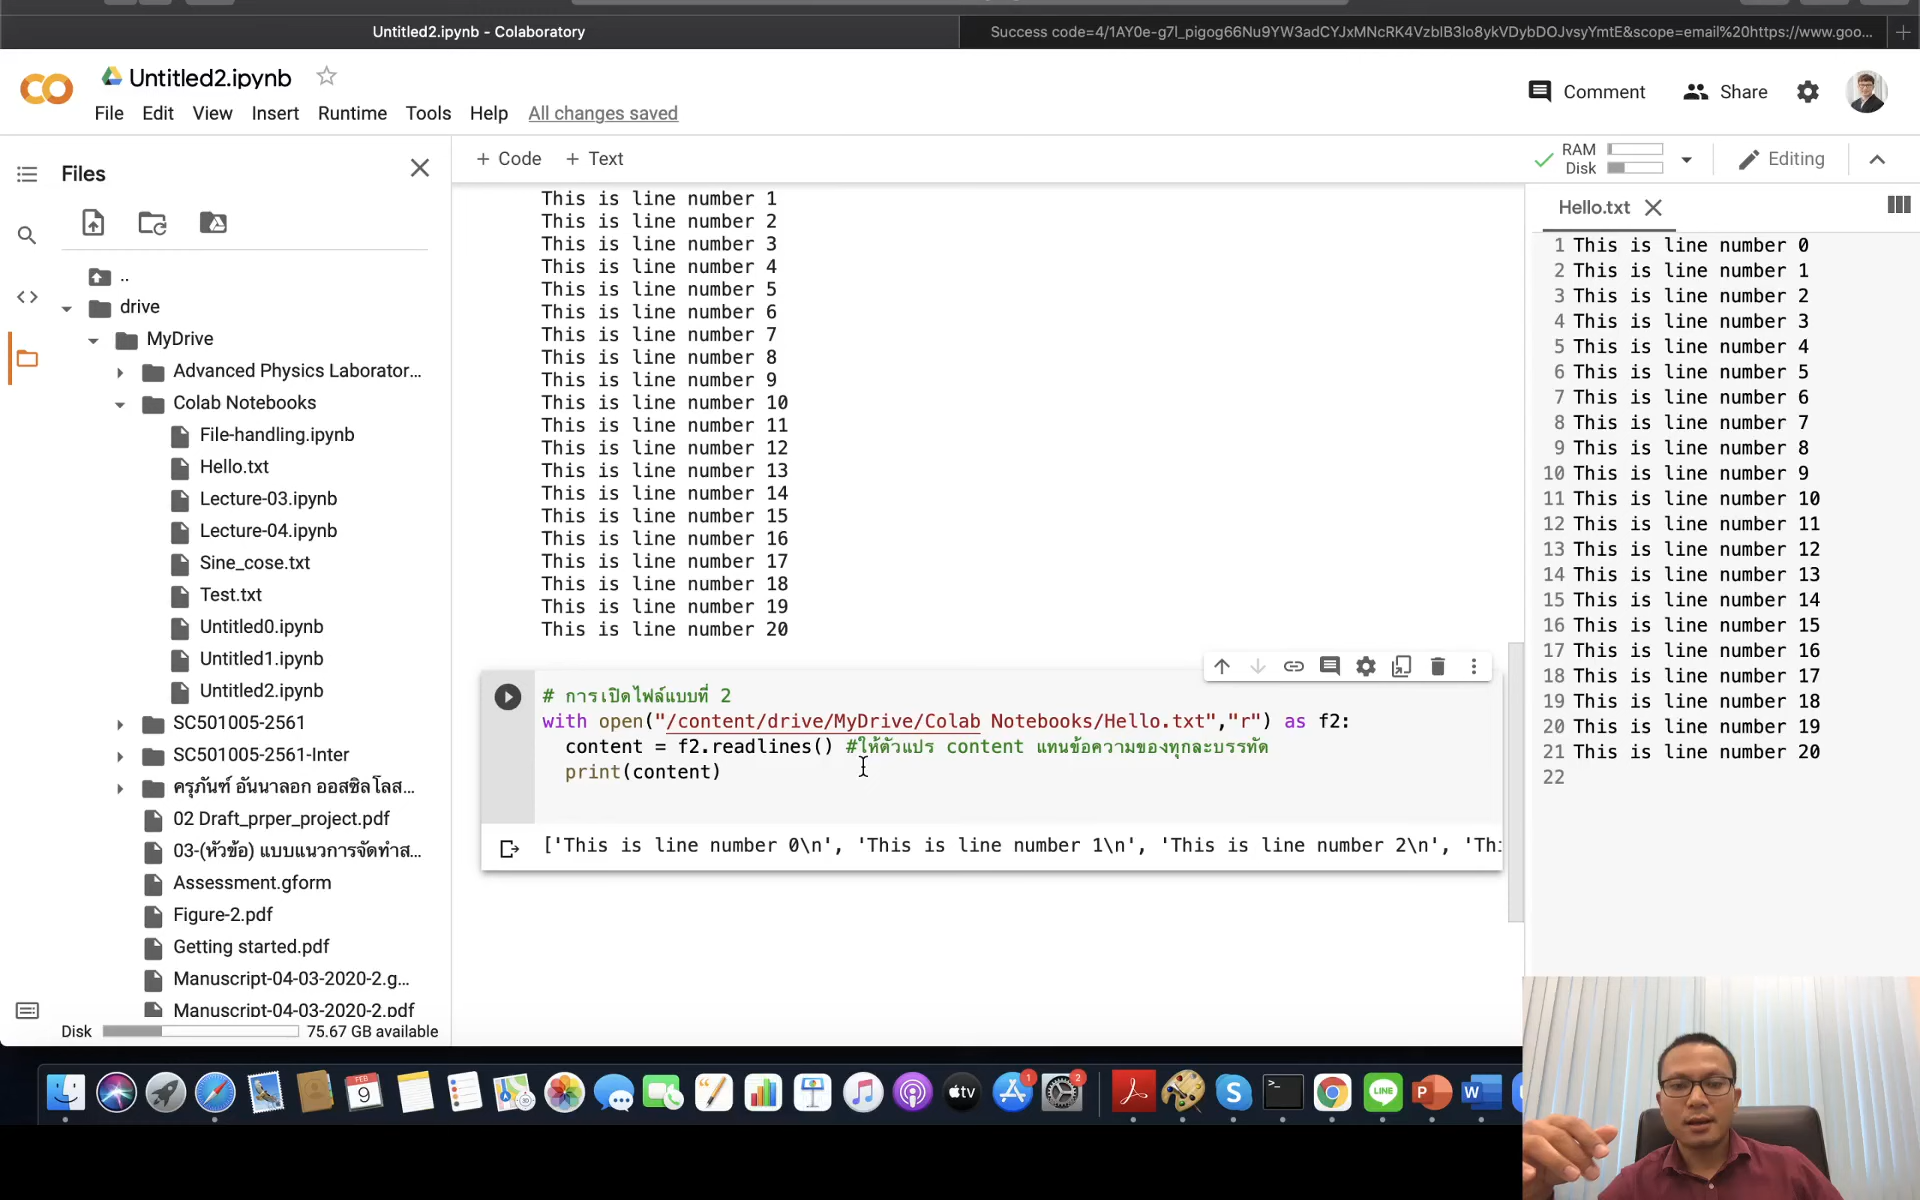 Untitled2.ipynb - Colaboratory
Success code=4/1AY0e-g7l_pigog66Nu9YW3adCYJxMNcRK4VzblB3lo8ykVDybDOJvsyYmtE&scope=email%20https://www.goo...
Untitled2.ipynb
File Edit View Insert Runtime Tools Help All changes saved
Comment Share
Files
+ Code + Text
RAM
Disk
Editing
..
drive
MyDrive
Advanced Physics Laborator...
Colab Notebooks
File-handling.ipynb
Hello.txt
Lecture-03.ipynb
Lecture-04.ipynb
Sine_cose.txt
Test.txt
Untitled0.ipynb
Untitled1.ipynb
Untitled2.ipynb
SC501005-2561
SC501005-2561-Inter
ครุภันฑ์ อันนาลอก ออสซิลโลส...
02 Draft_prper_project.pdf
03-(หัวข้อ) แบบแนวการจัดทำส...
Assessment.gform
Figure-2.pdf
Getting started.pdf
Manuscript-04-03-2020-2.g...
Manuscript-04-03-2020-2.pdf
Disk 75.67 GB available
This is line number 1
This is line number 2
This is line number 3
This is line number 4
This is line number 5
This is line number 6
This is line number 7
This is line number 8
This is line number 9
This is line number 10
This is line number 11
This is line number 12
This is line number 13
This is line number 14
This is line number 15
This is line number 16
This is line number 17
This is line number 18
This is line number 19
This is line number 20
# การเปิดไฟล์แบบที่ 2
with open("/content/drive/MyDrive/Colab Notebooks/Hello.txt","r") as f2:
content = f2.readlines() #ให้ตัวแปร content แทนข้อความของทุกละบรรทัด
print(content)
['This is line number 0\n', 'This is line number 1\n', 'This is line number 2\n', 'Thi
Hello.txt
1 This is line number 0
2 This is line number 1
3 This is line number 2
4 This is line number 3
5 This is line number 4
6 This is line number 5
7 This is line number 6
8 This is line number 7
9 This is line number 8
10 This is line number 9
11 This is line number 10
12 This is line number 11
13 This is line number 12
14 This is line number 13
15 This is line number 14
16 This is line number 15
17 This is line number 16
18 This is line number 17
19 This is line number 18
20 This is line number 19
21 This is line number 20
22
FEB
9
tv
1
2
S
>_
LINE
P
W